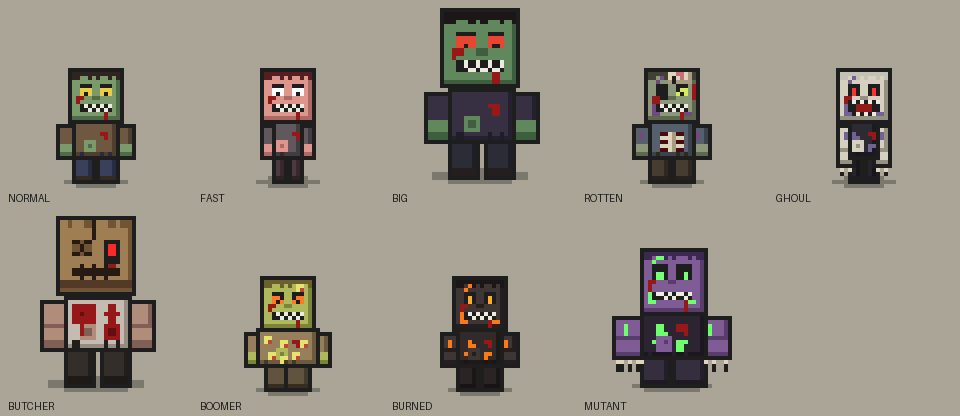 NORMAL
FAST
BIG
ROTTEN
GHOUL
BUTCHER
BOOMER
BURNED
MUTANT